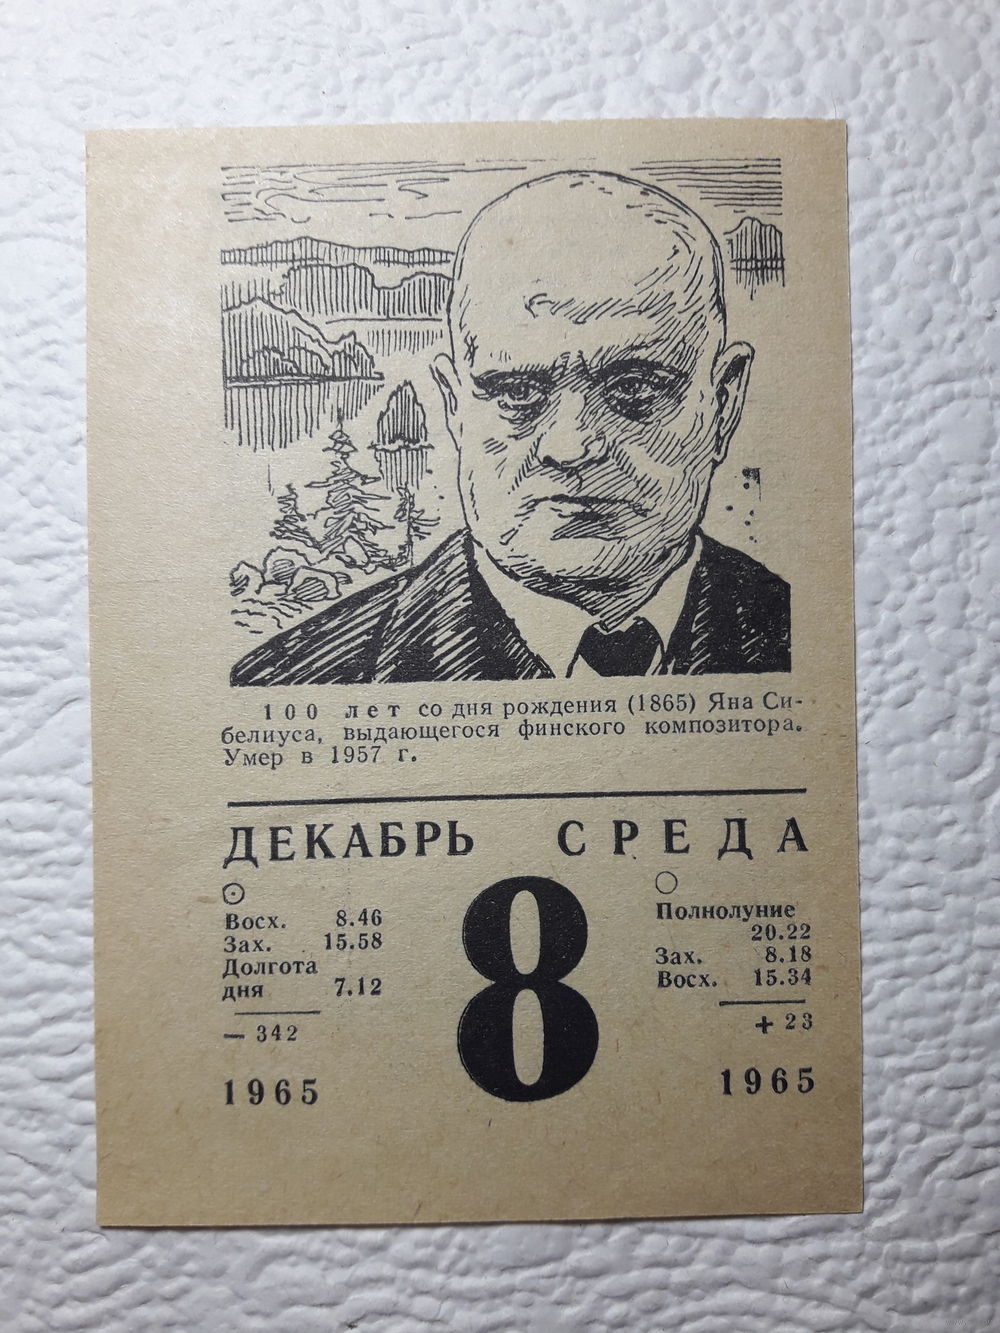 100 лет со дня рождения (1865) Яна Си-
белиуса, выдающегося финского композитора.
Умер в 1957 г.
ДЕКАБРЬ СРЕДА
Восх. 8.46
Зах. 15.58
Долгота
дня 7.12
— 342
1965
8
Полнолуние
20.22
Зах. 8.18
Восх. 15.34
+ 23
1965